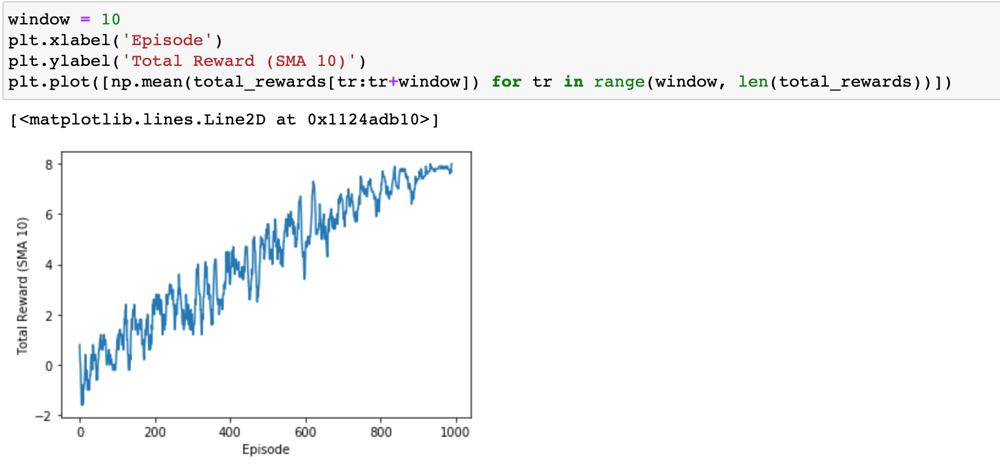 window = 10
plt.xlabel('Episode')
plt.ylabel('Total Reward (SMA 10)')
plt.plot([np.mean(total_rewards[tr:tr+window]) for tr in range(window, len(total_rewards))])
[<matplotlib.lines.Line2D at 0x1124adb10>]
8
6
4
2
0
−2
Total Reward (SMA 10)
0 200 400 600 800 1000
Episode